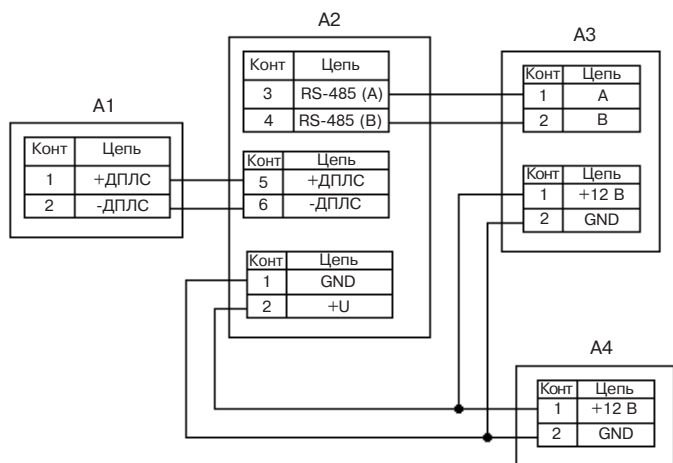 A1
Конт Цепь
1 +ДПЛС
2 -ДПЛС
A2
Конт Цепь
3 RS-485 (A)
4 RS-485 (B)
Конт Цепь
5 +ДПЛС
6 -ДПЛС
Конт Цепь
1 GND
2 +U
A3
Конт Цепь
1 A
2 B
Конт Цепь
1 +12 В
2 GND
A4
Конт Цепь
1 +12 В
2 GND